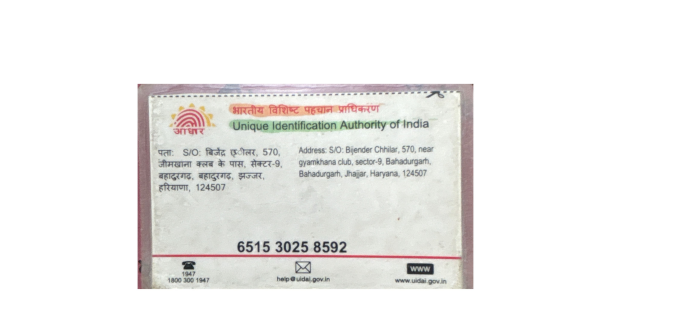 भारतीय विशिष्ट पहचान प्राधिकरण
Unique Identification Authority of India
आधार
पता: S/O: बिजेंद्र छीलर, 570,
जीमखाना क्लब के पास, सेक्टर-9,
बहादुरगढ़, बहादुरगढ़, झज्जर,
हरियाणा, 124507
Address: S/O: Bijender Chhilar, 570, near
gyamkhana club, sector-9, Bahadurgarh,
Bahadurgarh, Jhajjar, Haryana, 124507
6515 3025 8592
1947
1800 300 1947
help@uidai.gov.in
WWW
www.uidai.gov.in